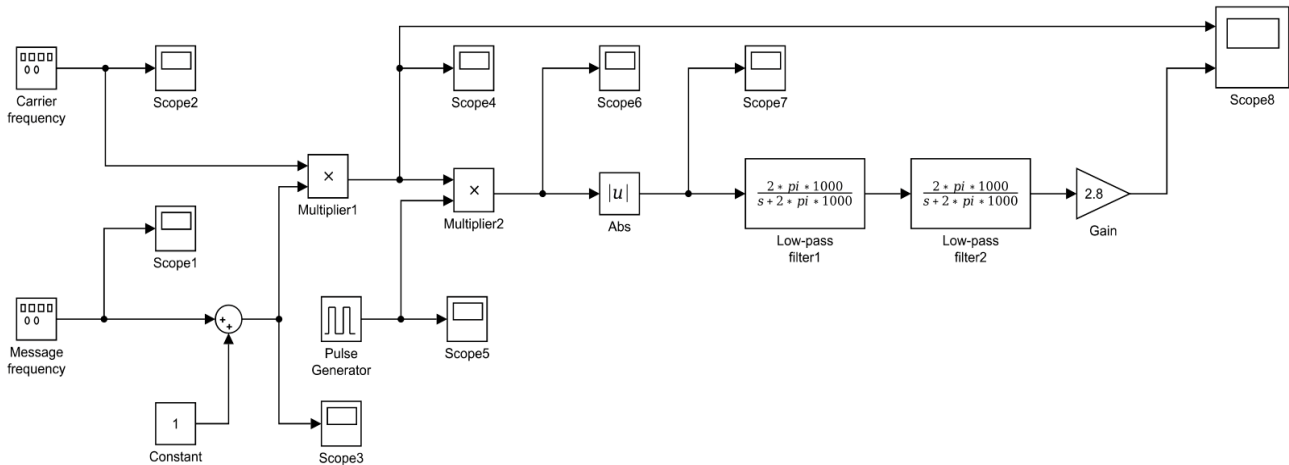 Carrier
frequency
Scope2
Scope4
Scope6
Scope7
Scope8
×
Multiplier1
×
Multiplier2
|u|
Abs
2 * pi * 1000
s + 2 * pi * 1000
Low-pass
filter1
2 * pi * 1000
s + 2 * pi * 1000
Low-pass
filter2
2.8
Gain
Scope1
Message
frequency
+
+
Pulse
Generator
Scope5
1
Constant
Scope3